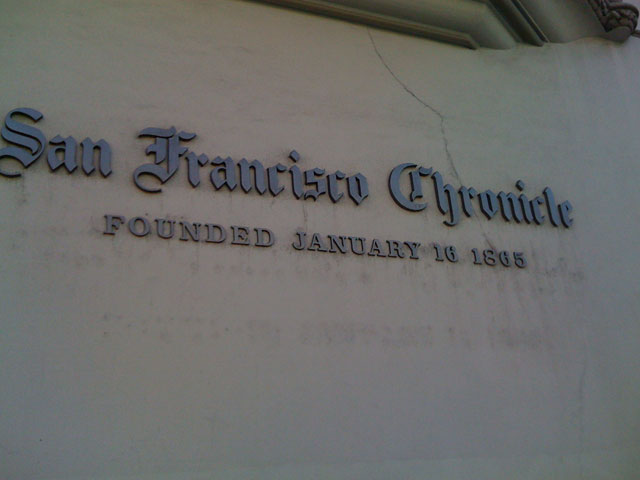 San Francisco Chronicle
FOUNDED JANUARY 16 1865